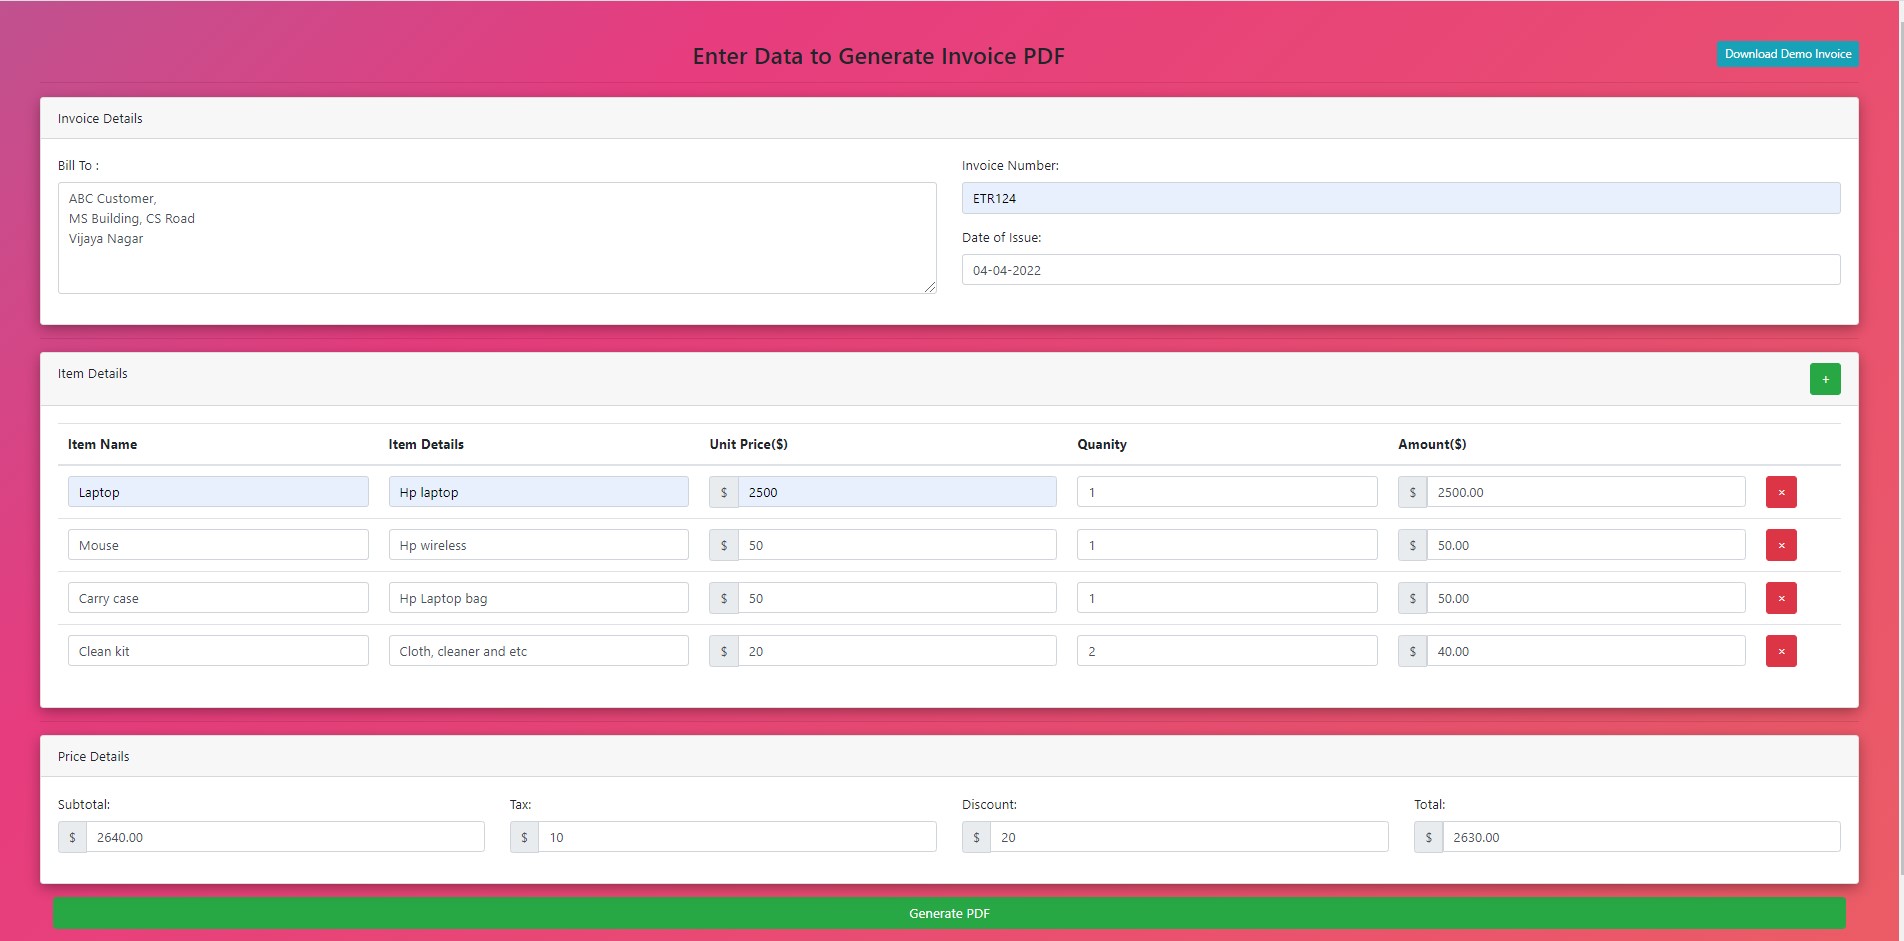 Enter Data to Generate Invoice PDF
Download Demo Invoice
Invoice Details
Bill To :
ABC Customer,
MS Building, CS Road
Vijaya Nagar
Invoice Number:
ETR124
Date of Issue:
04-04-2022
Item Details
+
Item Name Item Details Unit Price($) Quanity Amount($)
Laptop Hp laptop $ 2500 1 $ 2500.00 ×
Mouse Hp wireless $ 50 1 $ 50.00 ×
Carry case Hp Laptop bag $ 50 1 $ 50.00 ×
Clean kit Cloth, cleaner and etc $ 20 2 $ 40.00 ×
Price Details
Subtotal: Tax: Discount: Total:
$ 2640.00 $ 10 $ 20 $ 2630.00
Generate PDF